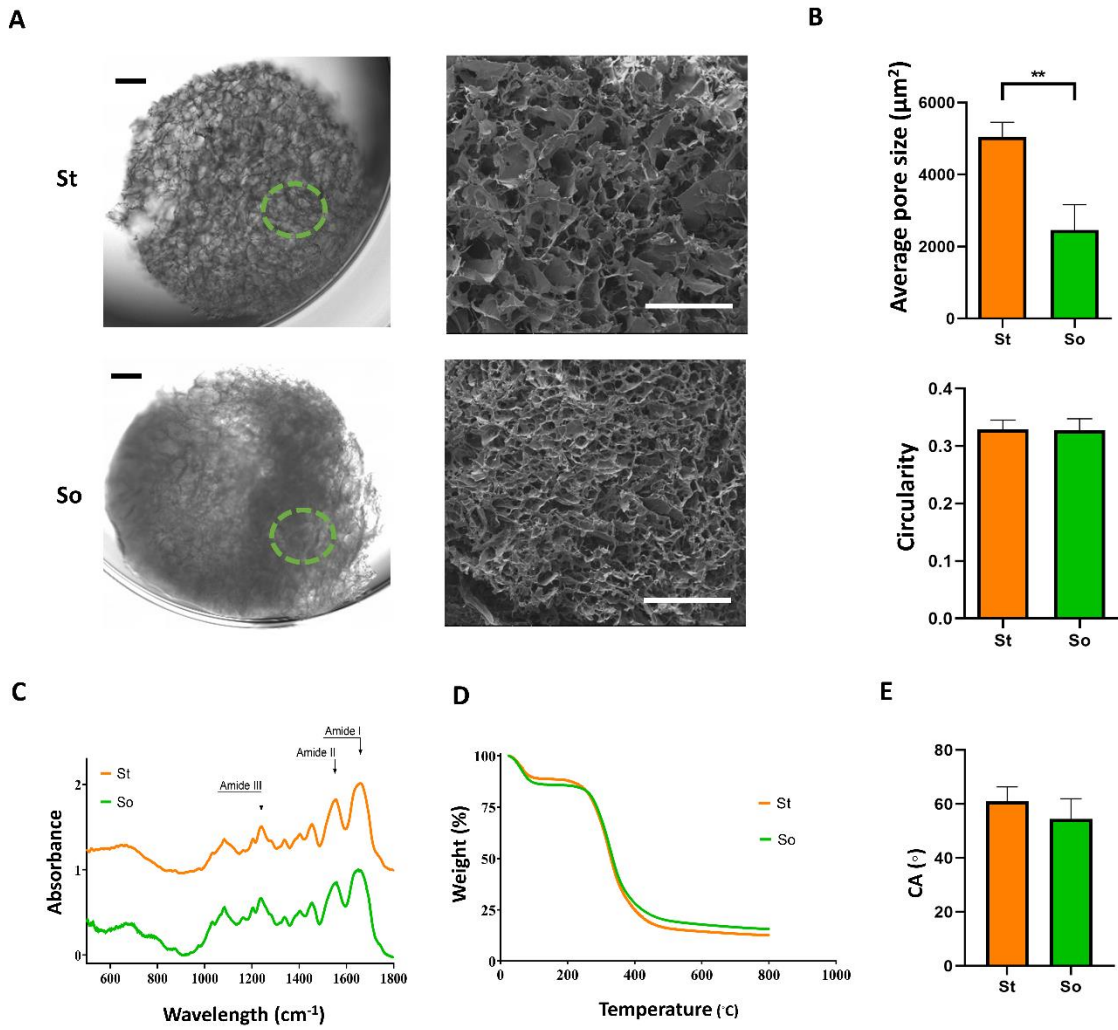 A
St
So
B
**
Average pore size (µm²)
6000
4000
2000
0
St
So
Circularity
0.4
0.3
0.2
0.1
0.0
St
So
C
Absorbance
2
1
0
St
So
Amide III
Amide II
Amide I
600
800
1000
1200
1400
1600
1800
Wavelength (cm⁻¹)
D
Weight (%)
100
75
50
25
0
St
So
0
200
400
600
800
1000
Temperature (°C)
E
CA (°)
80
60
40
20
0
St
So